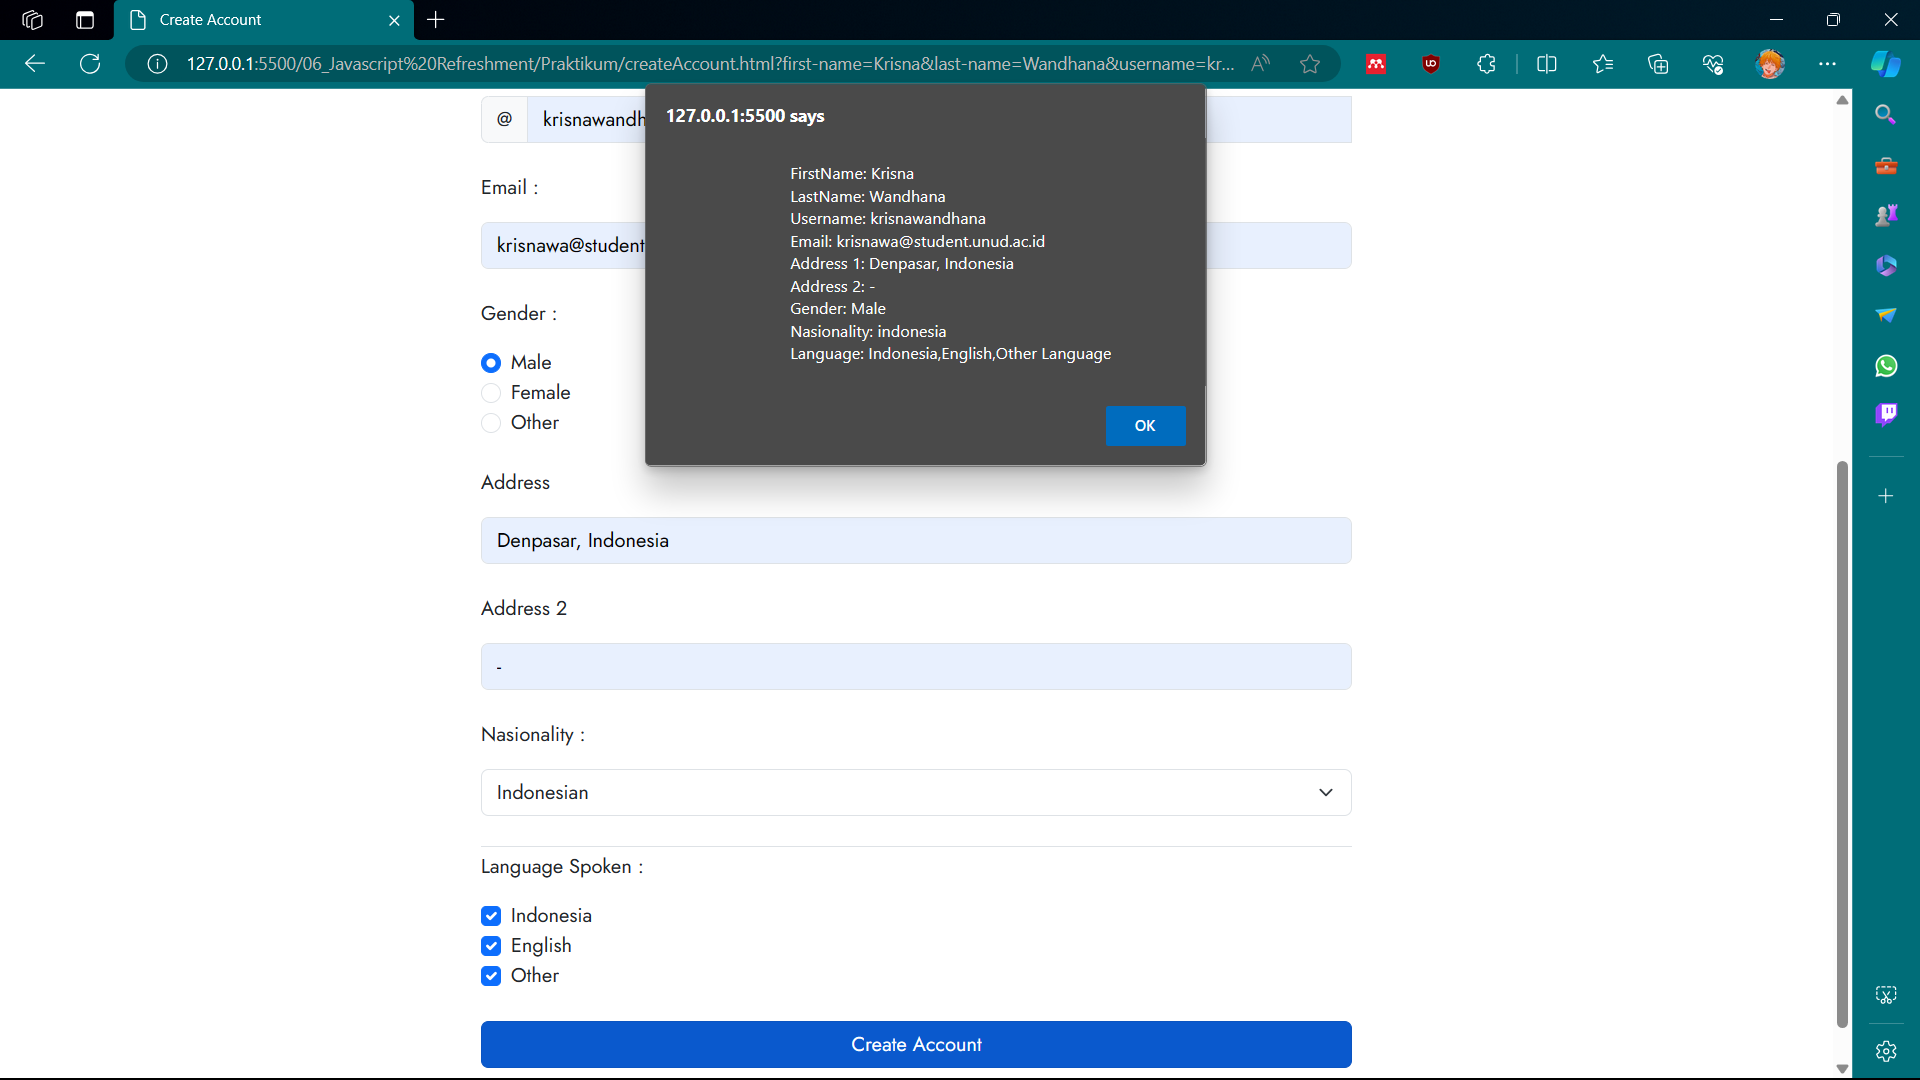 Create Account
127.0.0.1:5500/06_Javascript%20Refreshment/Praktikum/createAccount.html?first-name=Krisna&last-name=Wandhana&username=kr...
127.0.0.1:5500 says
FirstName: Krisna
LastName: Wandhana
Username: krisnawandhana
Email: krisnawa@student.unud.ac.id
Address 1: Denpasar, Indonesia
Address 2: -
Gender: Male
Nasionality: indonesia
Language: Indonesia,English,Other Language
OK
@ krisnawandh
Email :
krisnawa@student
Gender :
Male
Female
Other
Address
Denpasar, Indonesia
Address 2
-
Nasionality :
Indonesian
Language Spoken :
Indonesia
English
Other
Create Account